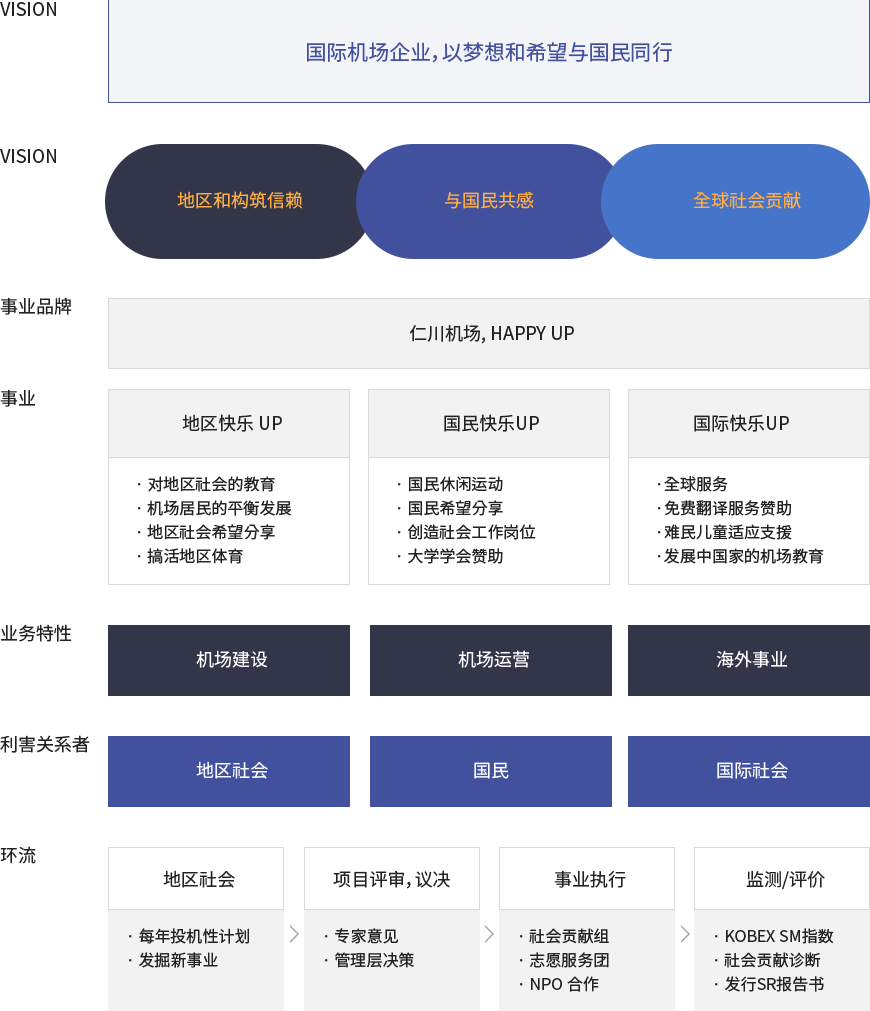 VISION
国际机场企业，以梦想和希望与国民同行
VISION
地区和构筑信赖
与国民共感
全球社会贡献
事业品牌
仁川机场, HAPPY UP
事业
地区快乐 UP
· 对地区社会的教育
· 机场居民的平衡发展
· 地区社会希望分享
· 搞活地区体育
国民快乐UP
· 国民休闲运动
· 国民希望分享
· 创造社会工作岗位
· 大学学会赞助
国际快乐UP
·全球服务
·免费翻译服务赞助
·难民儿童适应支援
·发展中国家的机场教育
业务特性
机场建设
机场运营
海外事业
利害关系者
地区社会
国民
国际社会
环流
地区社会
· 每年投机性计划
· 发掘新事业
项目评审，议决
· 专家意见
· 管理层决策
事业执行
· 社会贡献组
· 志愿服务团
· NPO 合作
监测/评价
· KOBEX SM指数
· 社会贡献诊断
· 发行SR报告书